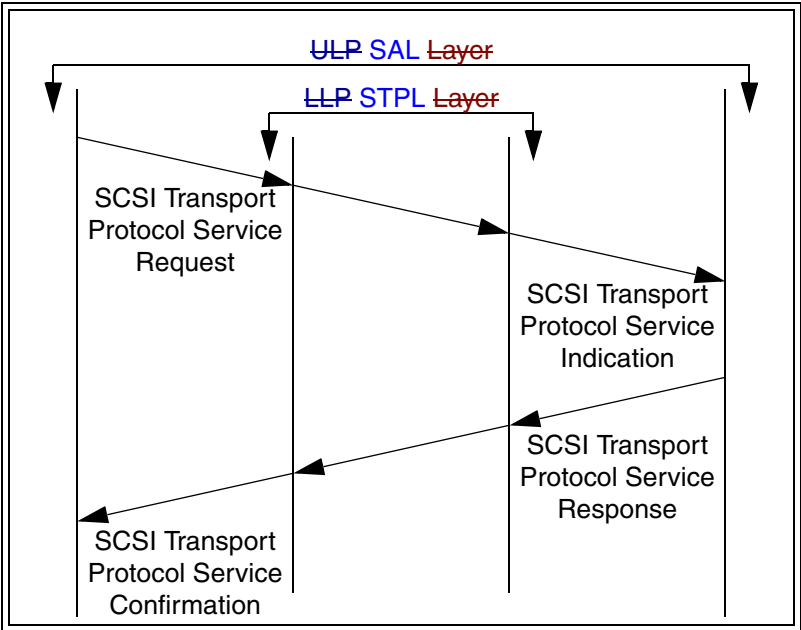 ULP SAL Layer
LLP STPL Layer
SCSI Transport
Protocol Service
Request
SCSI Transport
Protocol Service
Indication
SCSI Transport
Protocol Service
Response
SCSI Transport
Protocol Service
Confirmation